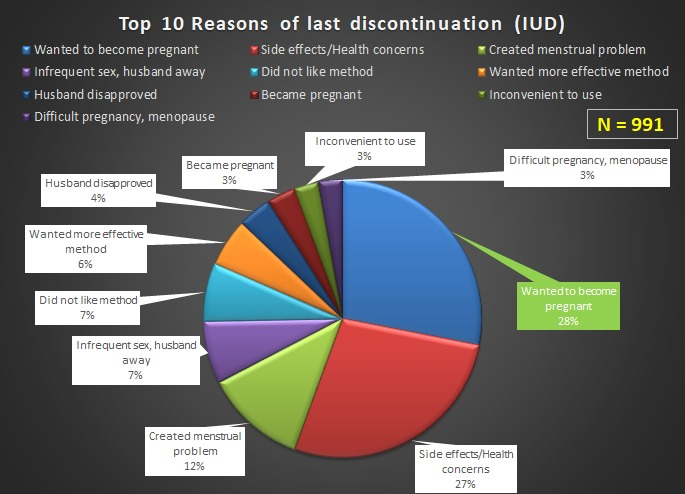 Top 10 Reasons of last discontinuation (IUD)
Wanted to become pregnant
Side effects/Health concerns
Created menstrual problem
Infrequent sex, husband away
Did not like method
Wanted more effective method
Husband disapproved
Became pregnant
Inconvenient to use
Difficult pregnancy, menopause
N = 991
Inconvenient to use
3%
Difficult pregnancy, menopause
3%
Became pregnant
3%
Husband disapproved
4%
Wanted more effective
method
6%
Did not like method
7%
Wanted to become
pregnant
28%
Infrequent sex, husband
away
7%
Created menstrual
problem
12%
Side effects/Health
concerns
27%